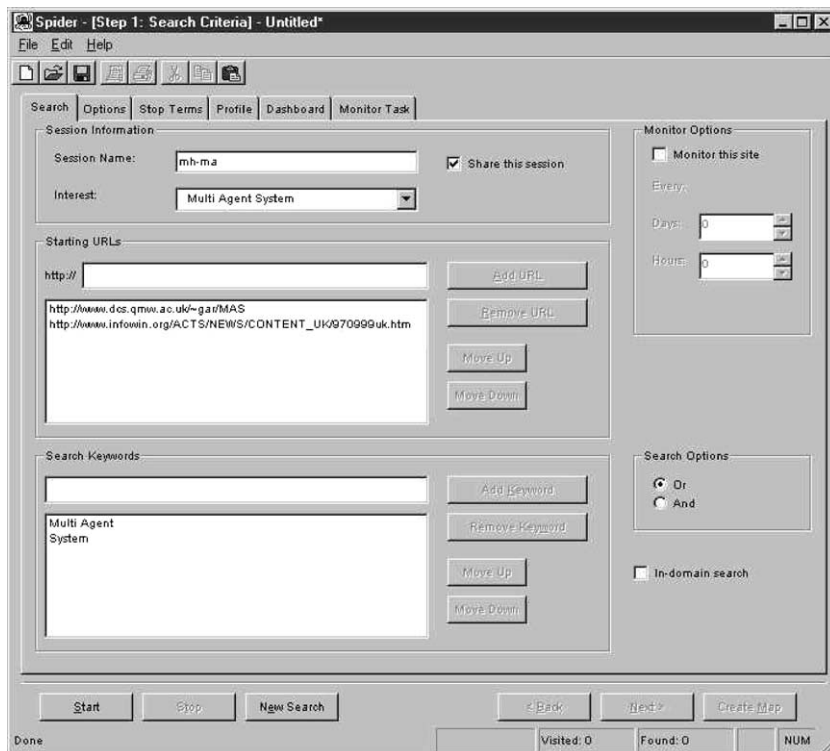 Spider - [Step 1: Search Criteria] - Untitled*
File Edit Help
Search Options Stop Terms Profile Dashboard Monitor Task
Session Information
Session Name: mh-ma
Share this session
Interest: Multi Agent System
Monitor Options
Monitor this site
Every:
Days: 0
Hours: 0
Starting URLs
http://
Add URL
http://www.dcs.qmw.ac.uk/~gar/MAS
http://www.infowin.org/ACTS/NEWS/CONTENT_UK/970999uk.htm
Remove URL
Move Up
Move Down
Search Keywords
Add Keyword
Multi Agent
System
Remove Keyword
Move Up
Move Down
Search Options
Or
And
In-domain search
Start Stop New Search < Back Next > Create Map
Done Visited: 0 Found: 0 NUM